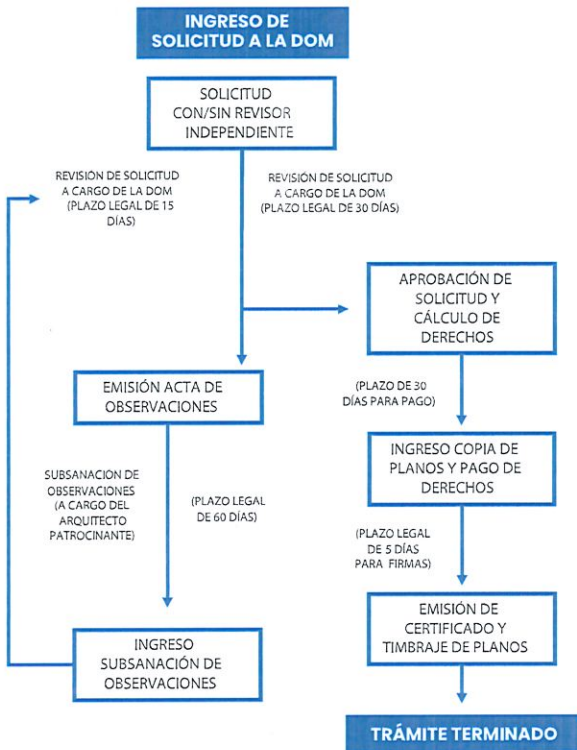 INGRESO DE
SOLICITUD A LA DOM
SOLICITUD
CON/SIN REVISOR
INDEPENDIENTE
REVISIÓN DE SOLICITUD
A CARGO DE LA DOM
(PLAZO LEGAL DE 15
DÍAS)
REVISIÓN DE SOLICITUD
A CARGO DE LA DOM
(PLAZO LEGAL DE 30 DÍAS)
APROBACIÓN DE
SOLICITUD Y
CÁLCULO DE
DERECHOS
EMISIÓN ACTA DE
OBSERVACIONES
(PLAZO DE 30
DÍAS PARA PAGO)
INGRESO COPIA DE
PLANOS Y PAGO DE
DERECHOS
SUBSANACIÓN DE
OBSERVACIONES
(A CARGO DEL
ARQUITECTO
PATROCINANTE)
(PLAZO LEGAL
DE 60 DÍAS)
(PLAZO LEGAL
DE 5 DÍAS
PARA FIRMAS)
EMISIÓN DE
CERTIFICADO Y
TIMBRAJE DE PLANOS
INGRESO
SUBSANACIÓN DE
OBSERVACIONES
TRÁMITE TERMINADO